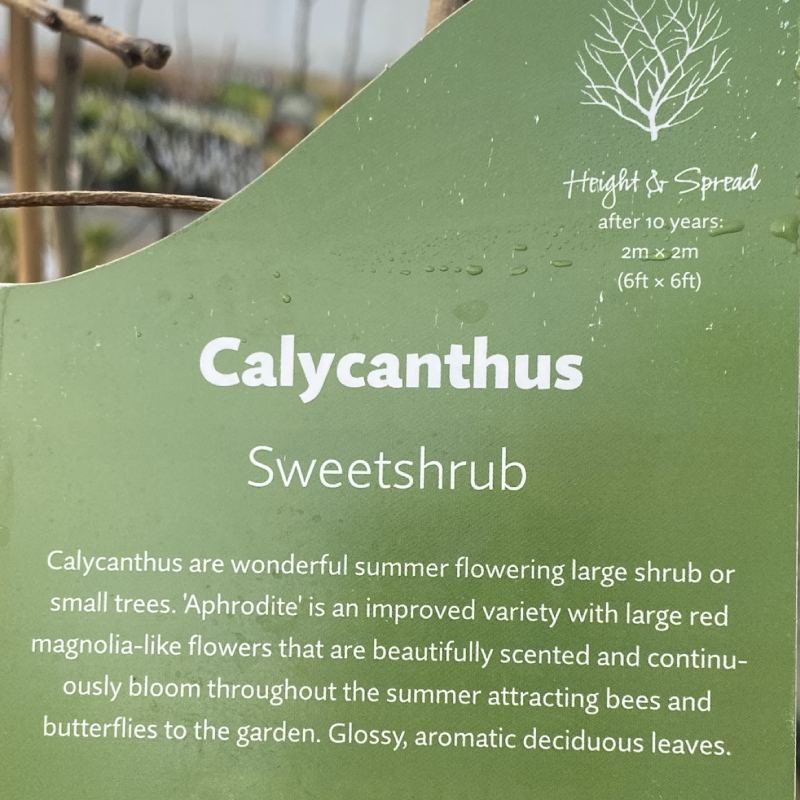 Height & Spread
after 10 years:
2m × 2m
(6ft × 6ft)
Calycanthus
Sweetshrub
Calycanthus are wonderful summer flowering large shrub or
small trees. 'Aphrodite' is an improved variety with large red
magnolia-like flowers that are beautifully scented and continu-
ously bloom throughout the summer attracting bees and
butterflies to the garden. Glossy, aromatic deciduous leaves.